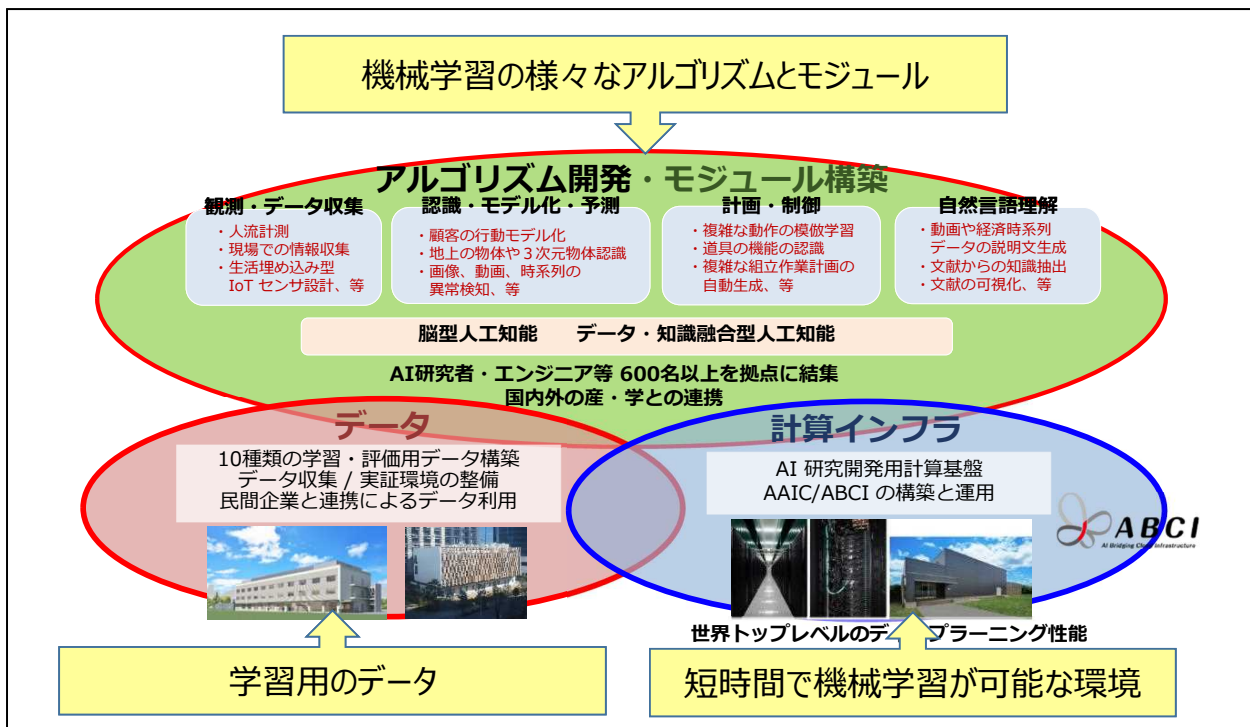 機械学習の様々なアルゴリズムとモジュール
アルゴリズム開発・モジュール構築
観測・データ収集
・人流計測
・現場での情報収集
・生活埋め込み型
IoT センサ設計、等
認識・モデル化・予測
・顧客の行動モデル化
・地上の物体や３次元物体認識
・画像、動画、時系列の
異常検知、等
計画・制御
・複雑な動作の模倣学習
・道具の機能の認識
・複雑な組立作業計画の
自動生成、等
自然言語理解
・動画や経済時系列
データの説明文生成
・文献からの知識抽出
・文献の可視化、等
脳型人工知能 データ・知識融合型人工知能
AI研究者・エンジニア等 600名以上を拠点に結集
国内外の産・学との連携
データ
10種類の学習・評価用データ構築
データ収集 / 実証環境の整備
民間企業と連携によるデータ利用
計算インフラ
AI 研究開発用計算基盤
AAIC/ABCI の構築と運用
ABCI
AI Bridging Cloud Infrastructure
世界トップレベルのデ プラーニング性能
学習用のデータ
短時間で機械学習が可能な環境